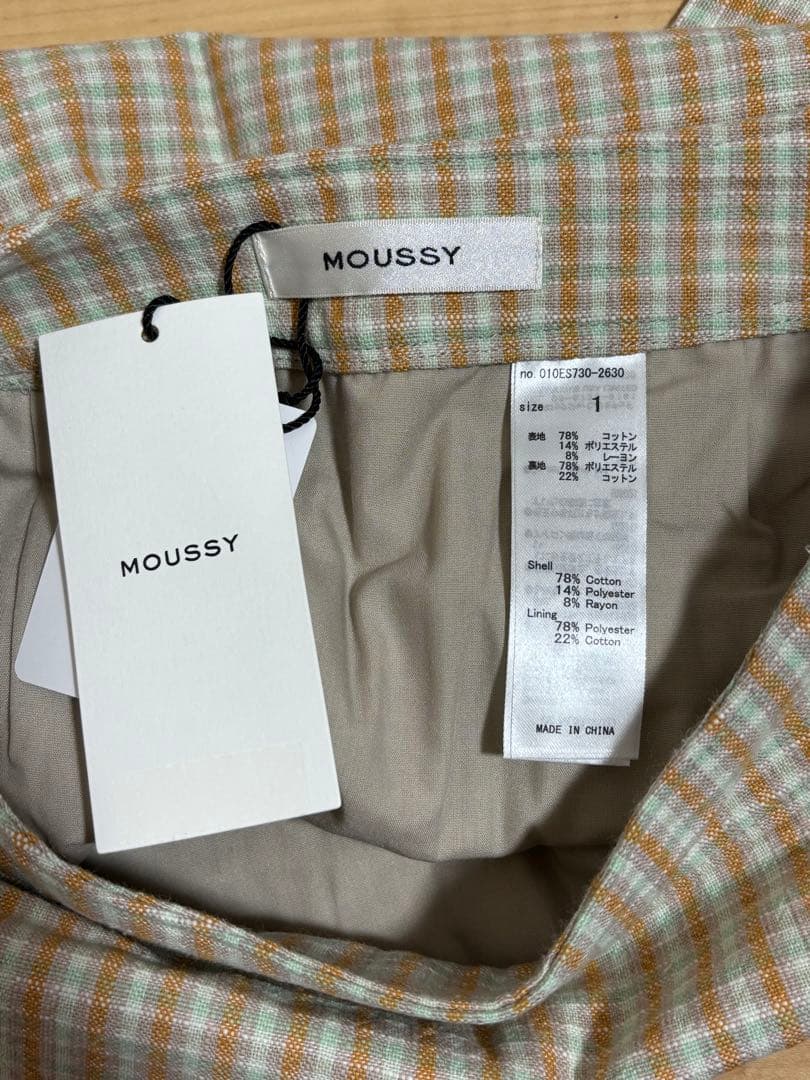 MOUSSY
MOUSSY
no. 010ES730-2630
size 1
表地 78% コットン
14% ポリエステル
8% レーヨン
裏地 78% ポリエステル
22% コットン
Shell
78% Cotton
14% Polyester
8% Rayon
Lining
78% Polyester
22% Cotton
MADE IN CHINA